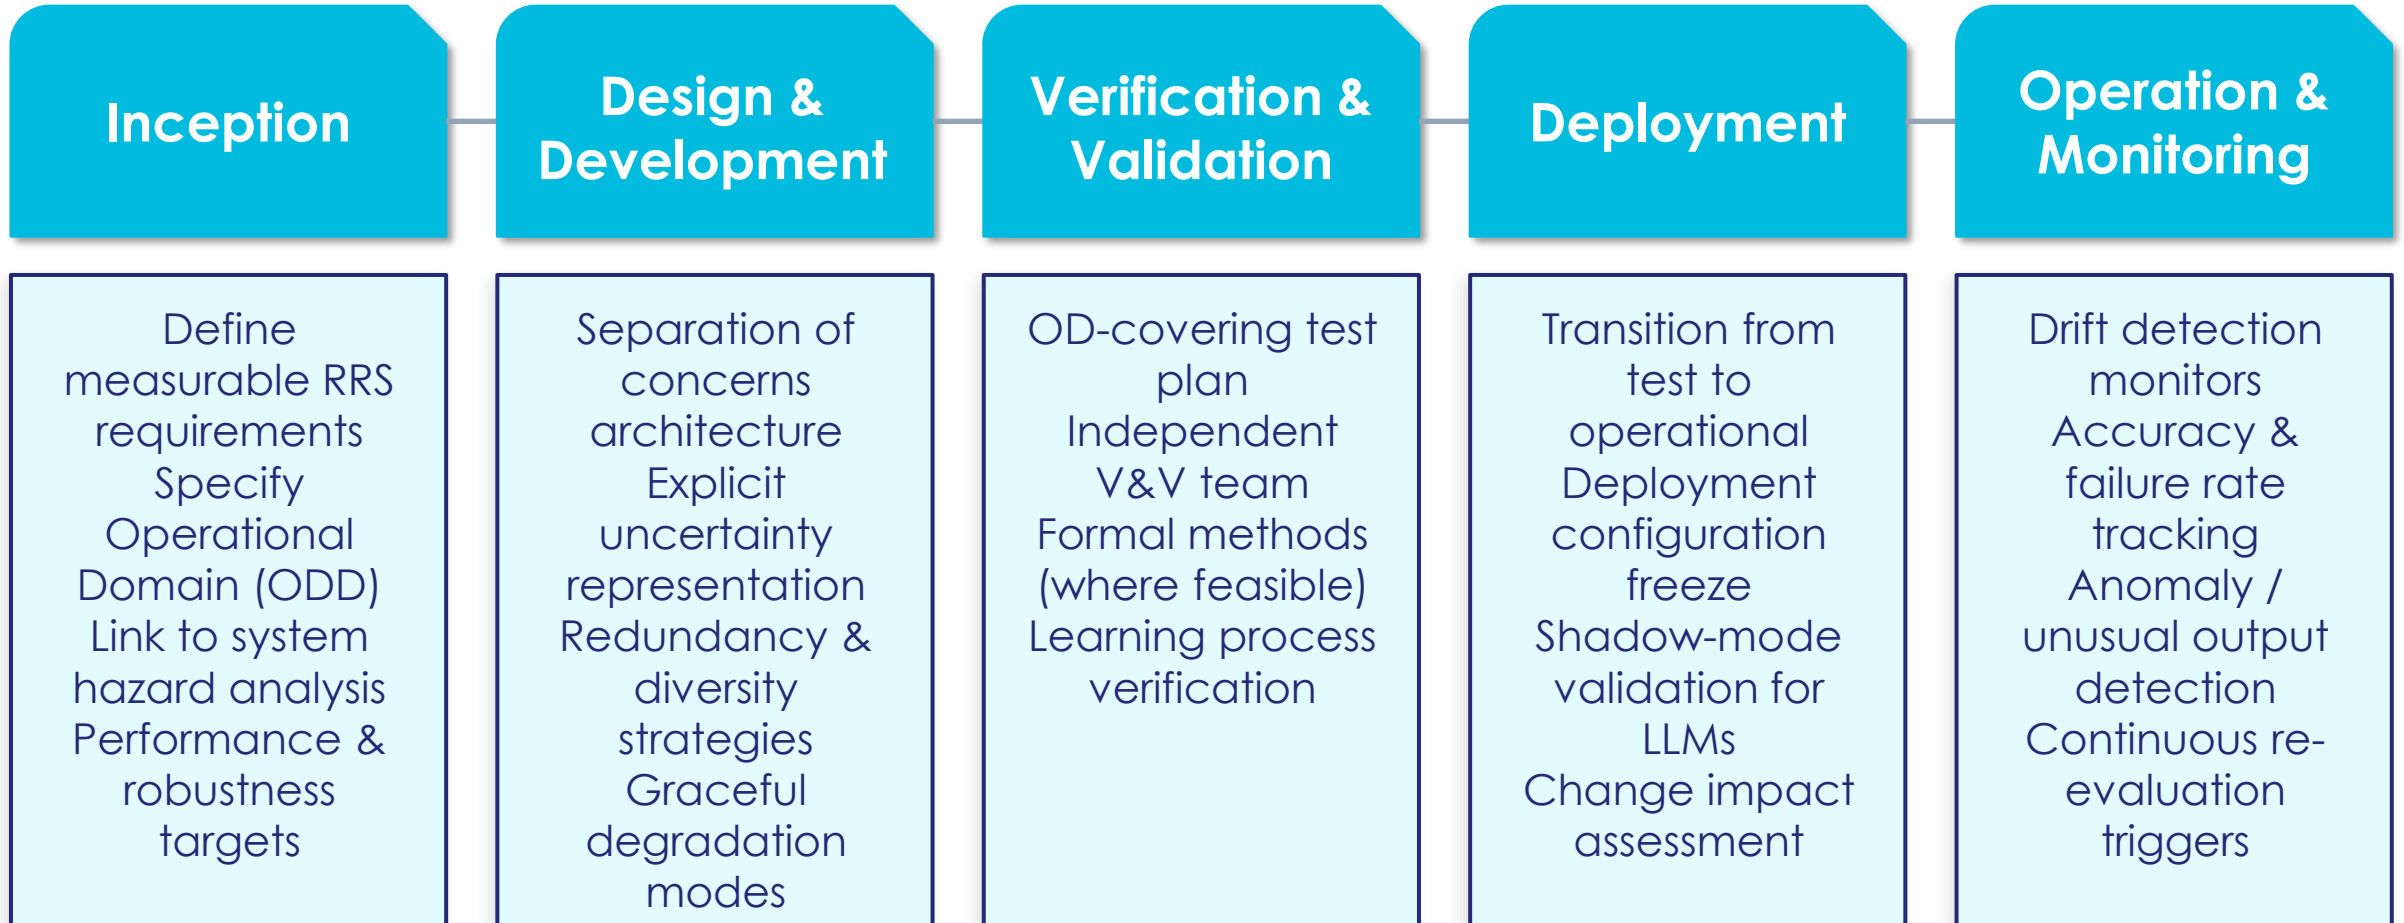 Inception
Design &
Development
Verification &
Validation
Deployment
Operation &
Monitoring
Define
measurable RRS
requirements
Specify
Operational
Domain (ODD)
Link to system
hazard analysis
Performance &
robustness
targets
Separation of
concerns
architecture
Explicit
uncertainty
representation
Redundancy &
diversity
strategies
Graceful
degradation
modes
OD-covering test
plan
Independent
V&V team
Formal methods
(where feasible)
Learning process
verification
Transition from
test to
operational
Deployment
configuration
freeze
Shadow-mode
validation for
LLMs
Change impact
assessment
Drift detection
monitors
Accuracy &
failure rate
tracking
Anomaly /
unusual output
detection
Continuous re-
evaluation
triggers